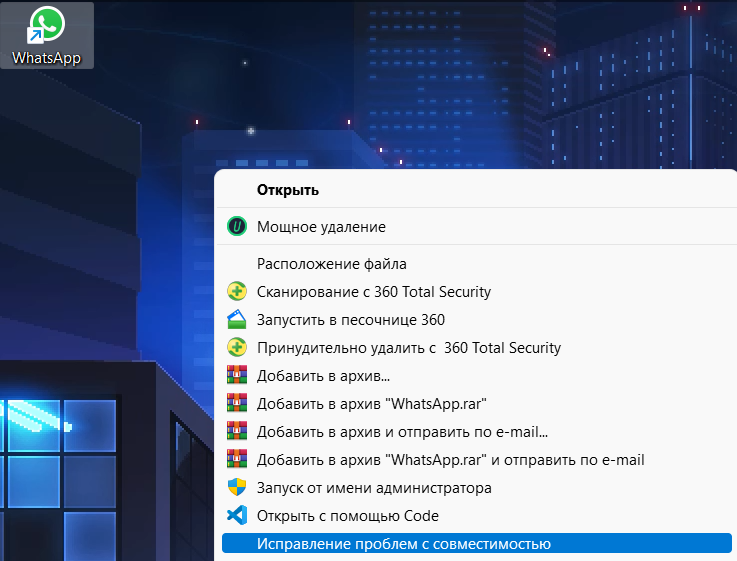 WhatsApp
Открыть
Мощное удаление
Расположение файла
Сканирование с 360 Total Security
Запустить в песочнице 360
Принудительно удалить с  360 Total Security
Добавить в архив...
Добавить в архив "WhatsApp.rar"
Добавить в архив и отправить по e-mail...
Добавить в архив "WhatsApp.rar" и отправить по e-mail
Запуск от имени администратора
Открыть с помощью Code
Исправление проблем с совместимостью